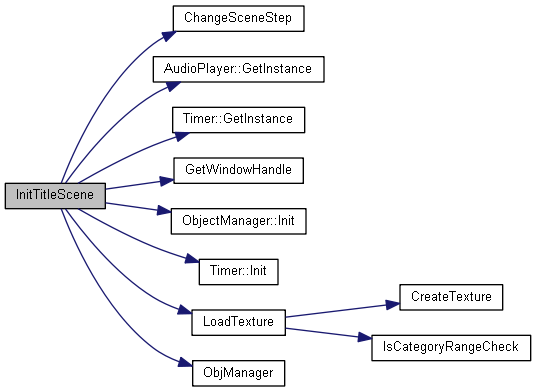 ChangeSceneStep
AudioPlayer::GetInstance
Timer::GetInstance
GetWindowHandle
InitTitleScene
ObjectManager::Init
Timer::Init
CreateTexture
LoadTexture
IsCategoryRangeCheck
ObjManager